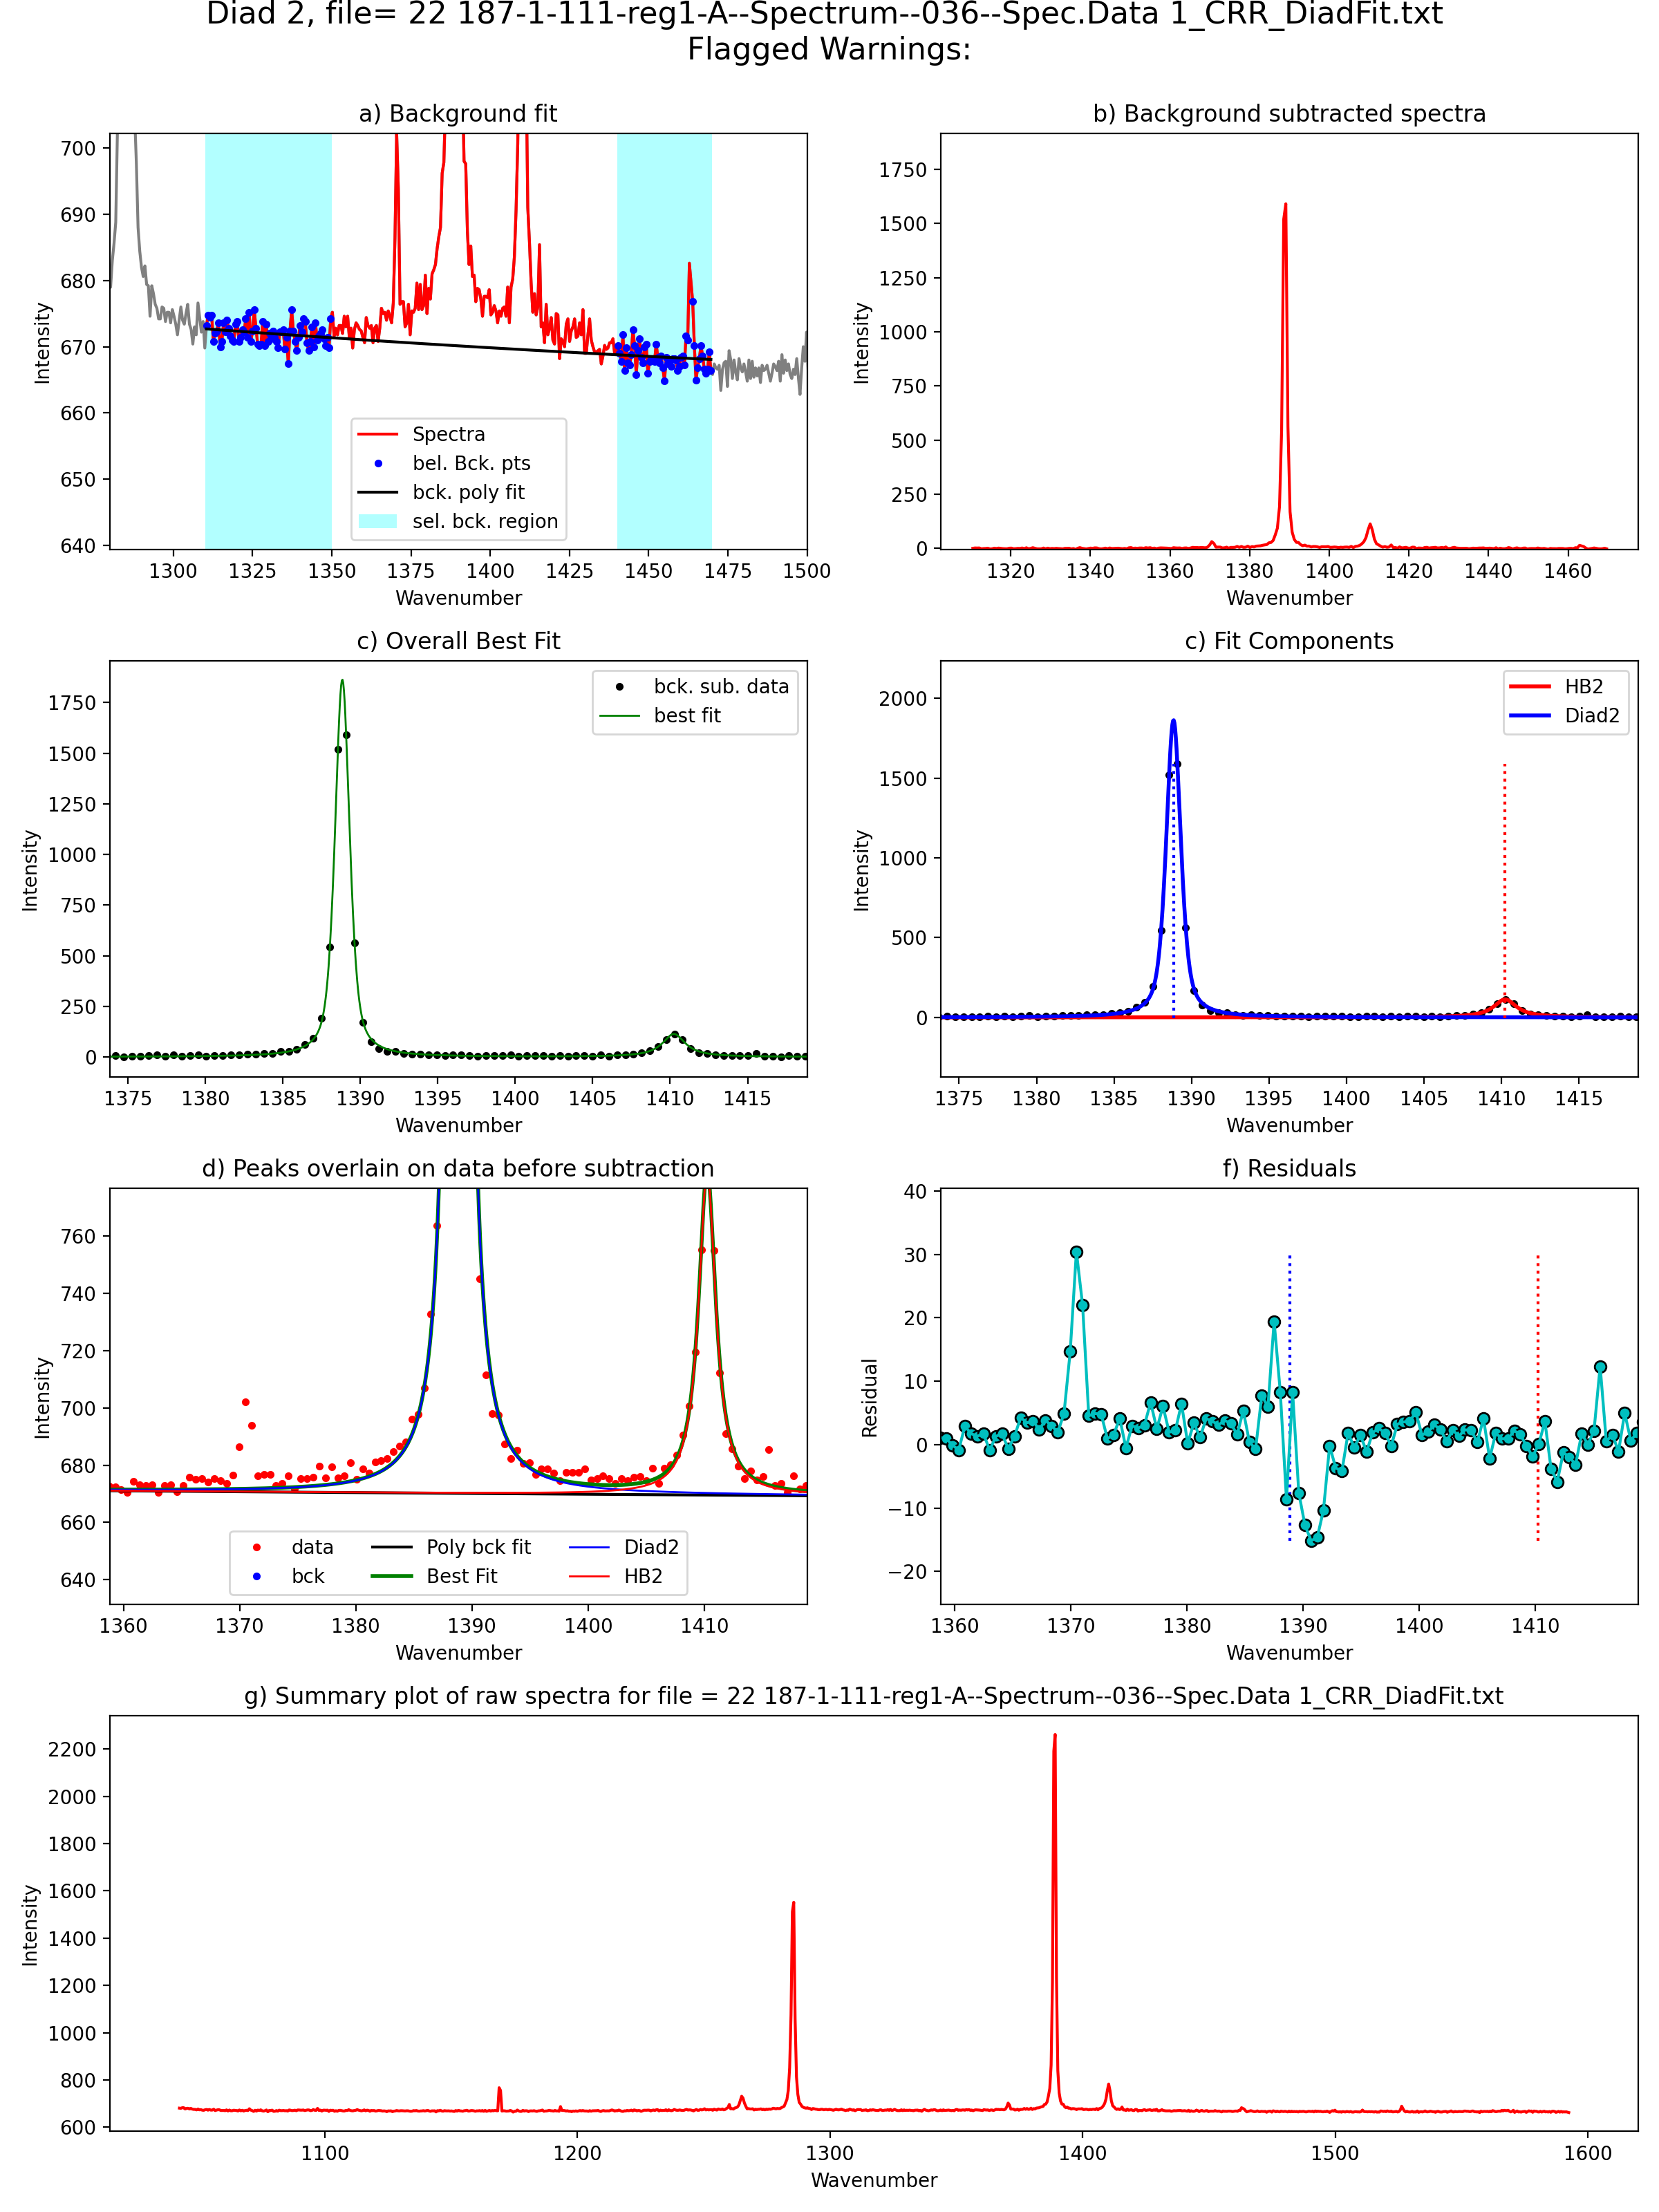 Diad 2, file= 22 187-1-111-reg1-A--Spectrum--036--Spec.Data 1_CRR_DiadFit.txt
Flagged Warnings:
a) Background fit
700
690
680
670
660
650
640
Intensity
Spectra
bel. Bck. pts
bck. poly fit
sel. bck. region
1300 1325 1350 1375 1400 1425 1450 1475 1500
Wavenumber
b) Background subtracted spectra
1750
1500
1250
1000
750
500
250
0
Intensity
1320 1340 1360 1380 1400 1420 1440 1460
Wavenumber
c) Overall Best Fit
1750
1500
1250
1000
750
500
250
0
Intensity
bck. sub. data
best fit
1375 1380 1385 1390 1395 1400 1405 1410 1415
Wavenumber
c) Fit Components
2000
1500
1000
500
0
Intensity
HB2
Diad2
1375 1380 1385 1390 1395 1400 1405 1410 1415
Wavenumber
d) Peaks overlain on data before subtraction
760
740
720
700
680
660
640
Intensity
data Poly bck fit Diad2
bck Best Fit HB2
1360 1370 1380 1390 1400 1410
Wavenumber
f) Residuals
40
30
20
10
0
−10
−20
Residual
1360 1370 1380 1390 1400 1410
Wavenumber
g) Summary plot of raw spectra for file = 22 187-1-111-reg1-A--Spectrum--036--Spec.Data 1_CRR_DiadFit.txt
2200
2000
1800
1600
1400
1200
1000
800
600
Intensity
1100 1200 1300 1400 1500 1600
Wavenumber